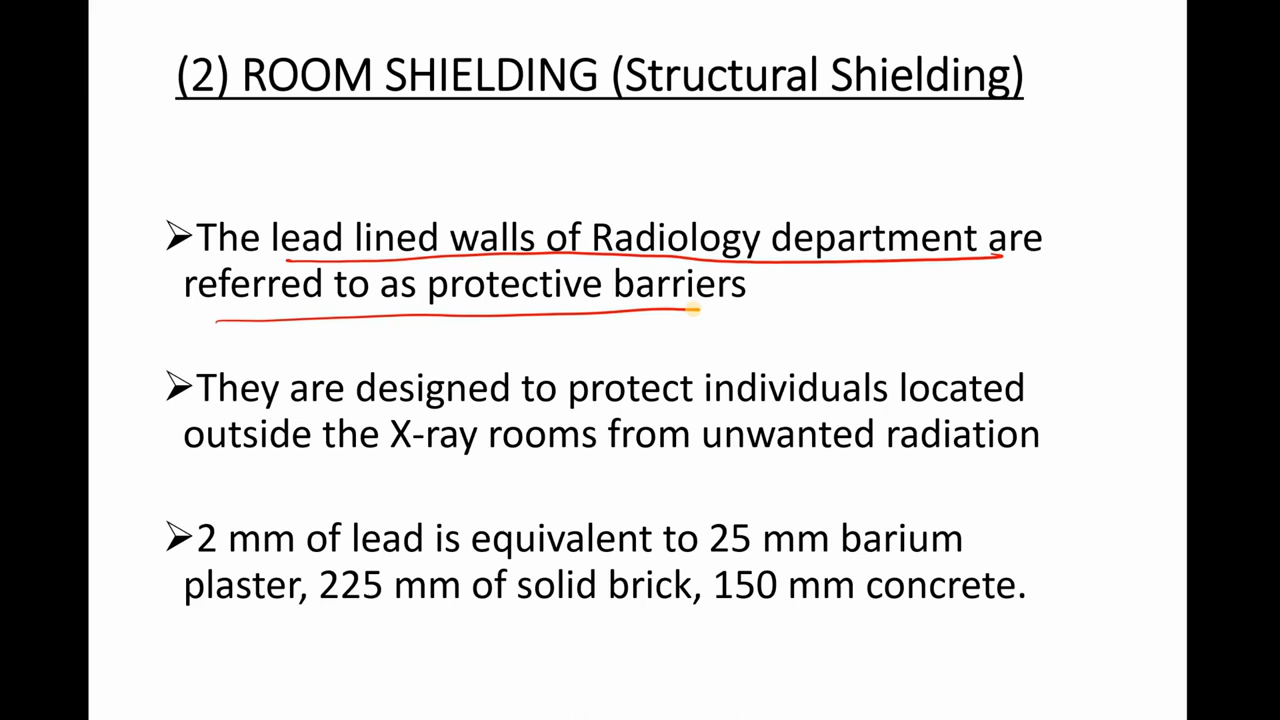 (2) ROOM SHIELDING (Structural Shielding)
➢The lead lined walls of Radiology department are
referred to as protective barriers
➢They are designed to protect individuals located
outside the X-ray rooms from unwanted radiation
➢2 mm of lead is equivalent to 25 mm barium
plaster, 225 mm of solid brick, 150 mm concrete.